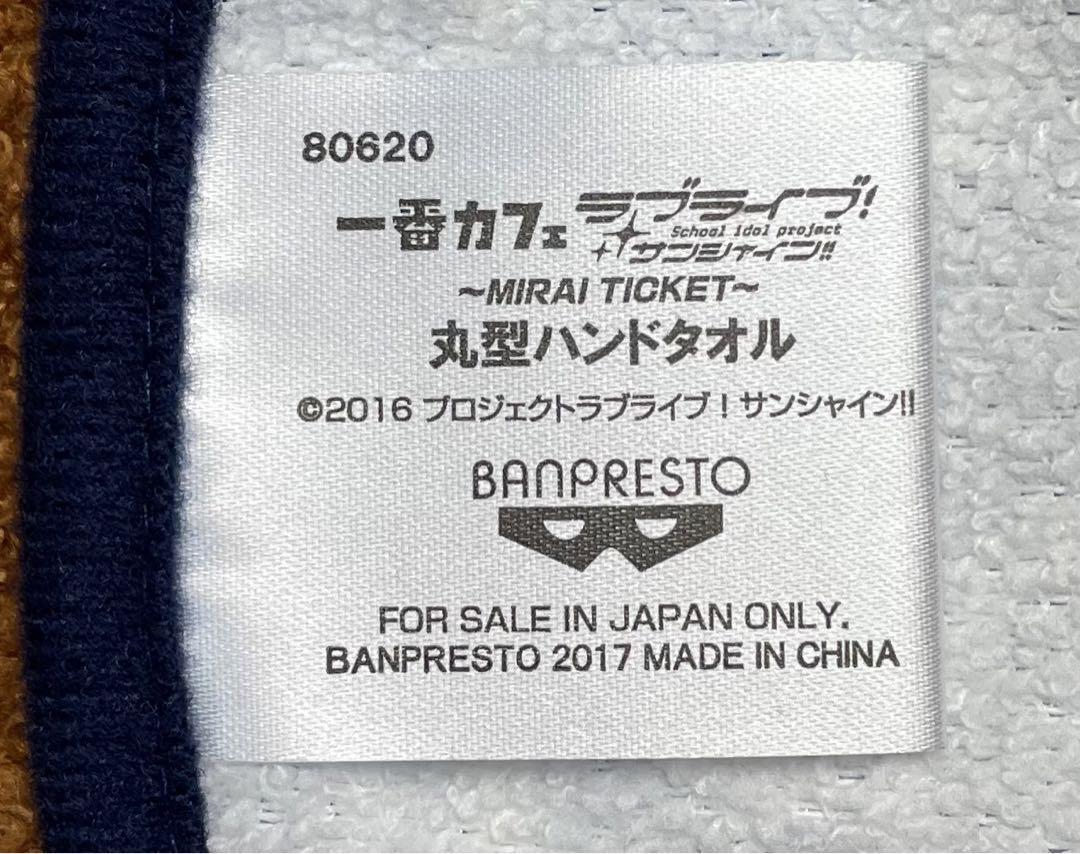 80620
一番カフェ ラブライブ!
School idol project
サンシャイン!!
~MIRAI TICKET~
丸型ハンドタオル
©2016 プロジェクトラブライブ!サンシャイン!!
BANPRESTO
FOR SALE IN JAPAN ONLY.
BANPRESTO 2017 MADE IN CHINA